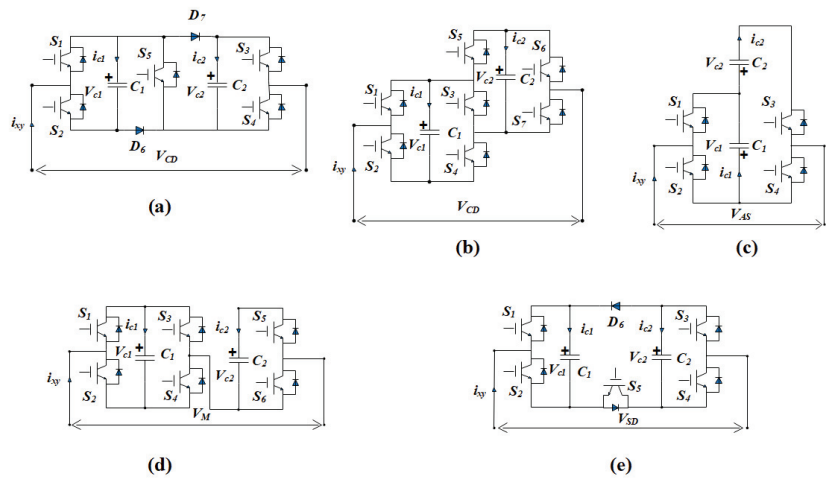 D7
S1
ic1
S5
ic2
S3
Vc1
C1
Vc2
C2
ixy
S2
S4
D6
VCD
(a)
S5
ic2
S6
Vc2
C2
S1
ic1
S3
S7
Vc1
C1
S2
S4
ixy
VCD
(b)
ic2
Vc2
C2
S1
S3
Vc1
C1
S2
ic1
S4
ixy
VAS
(c)
S1
ic1
S3
ic2
S5
Vc1
C1
Vc2
C2
ixy
S2
S4
S6
VM
(d)
D6
S1
ic1
ic2
S3
Vc1
C1
Vc2
C2
S5
ixy
S2
S4
VSD
(e)